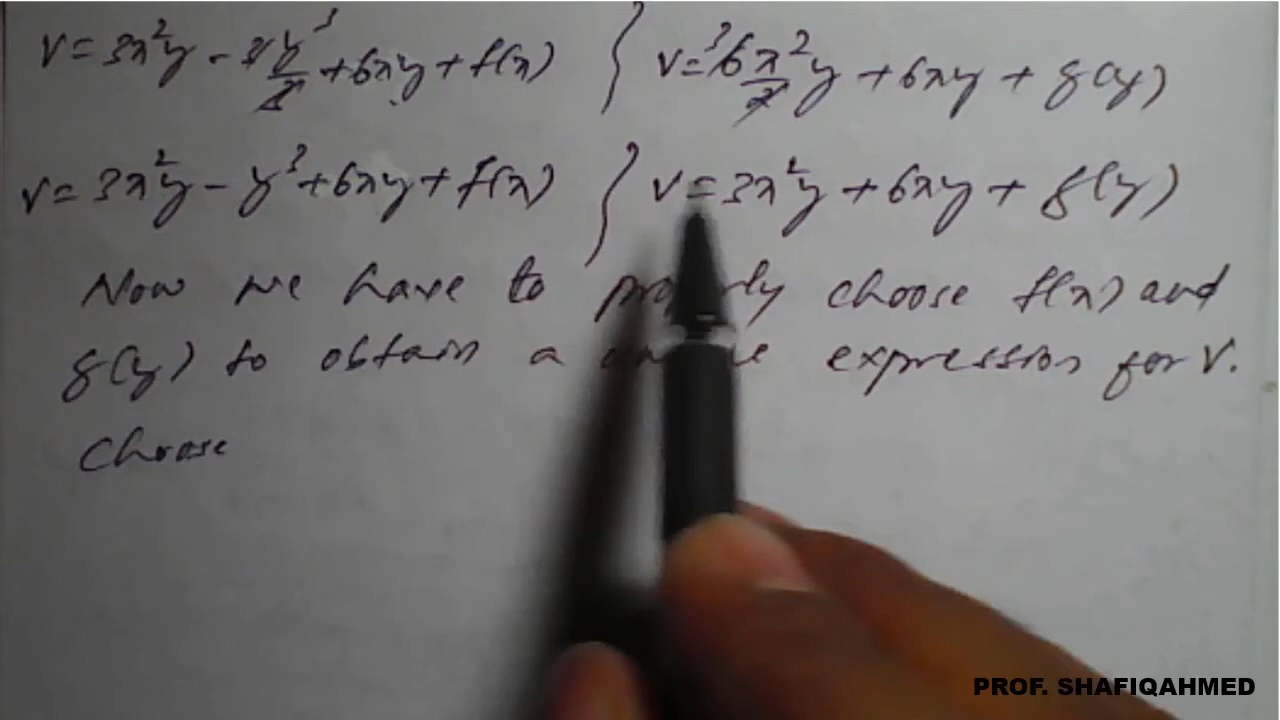 v = 3x²y - 3y³/3 + 6xy + f(x) } v = 6x²/2 y + 6xy + g(y)
v = 3x²y - y³ + 6xy + f(x) } v = 3x²y + 6xy + g(y)
Now we have to choose f(x) and
g(y) to obtain a expression for v.
Choose
PROF. SHAFIQAHMED